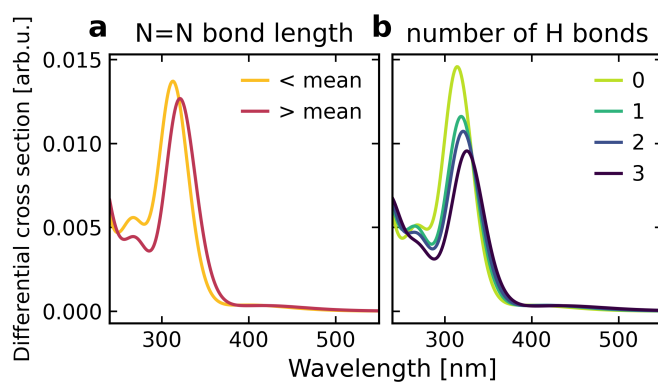 a N=N bond length
b number of H bonds
Differential cross section [arb.u.]
0.015
0.010
0.005
0.000
< mean
> mean
0
1
2
3
300 400 500
300 400 500
Wavelength [nm]